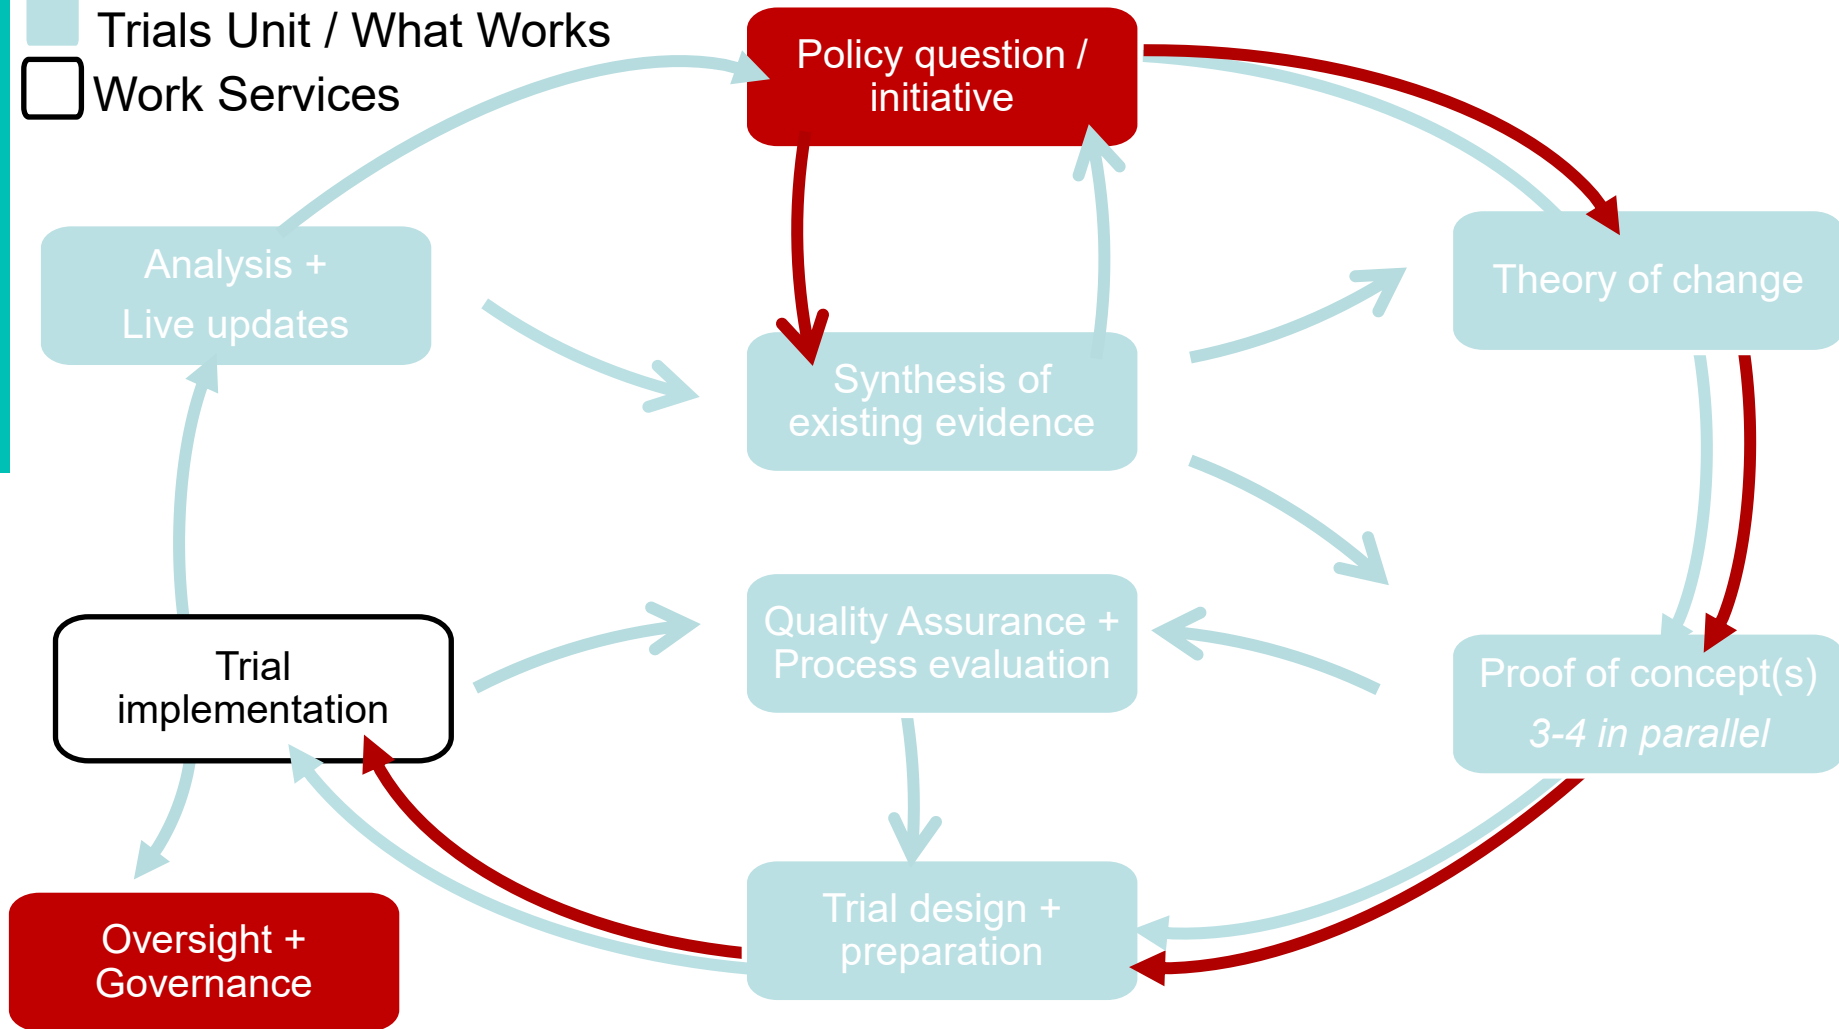 Trials Unit / What Works
Work Services
Policy question /
initiative
Analysis +
Live updates
Theory of change
Synthesis of
existing evidence
Quality Assurance +
Process evaluation
Trial
implementation
Proof of concept(s)
3-4 in parallel
Trial design +
preparation
Oversight +
Governance